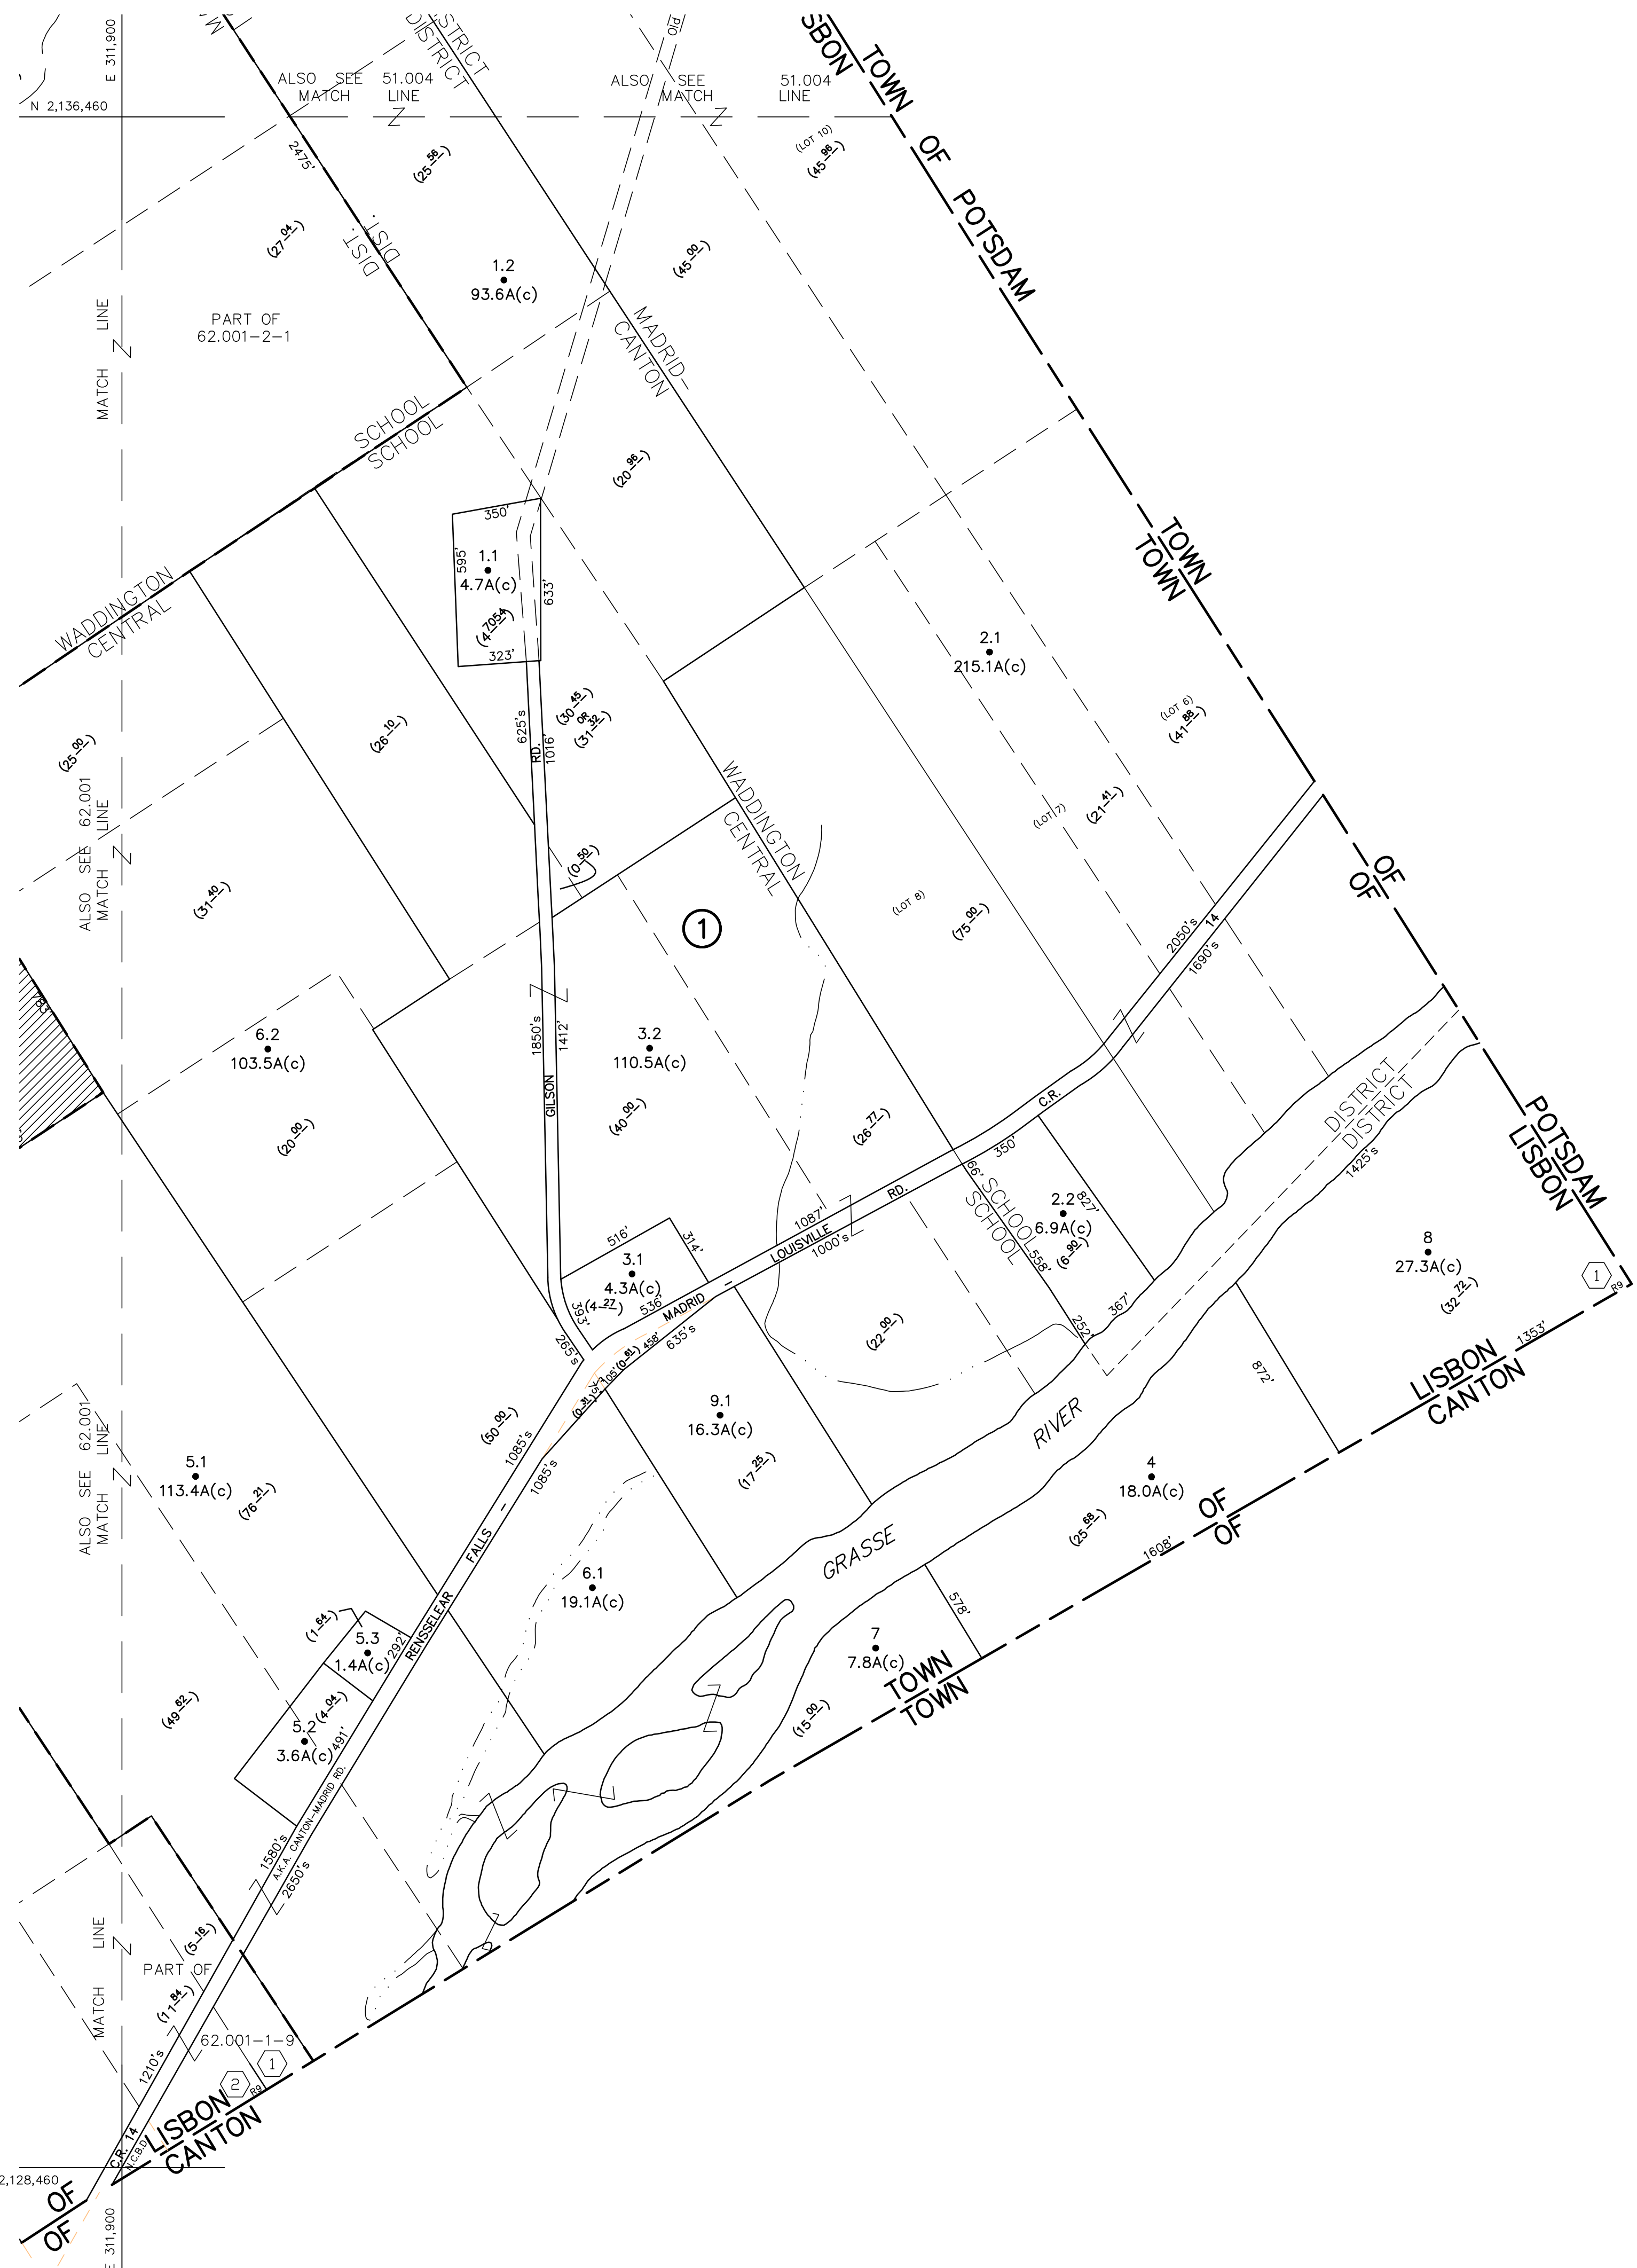 E 311,900
N 2,136,460
ALSO SEE 51.004
MATCH LINE
ALSO SEE 51.004
MATCH LINE
STRICT
DISTRICT
Old
SBON
TOWN OF POTSDAM
(LOT 10)
(45 96)
2475'
(25 56)
(27 04)
DIST.
DIST.
1.2
93.6A(c)
(45 00)
PART OF
62.001-2-1
MATCH LINE
MADRID-
CANTON
SCHOOL
SCHOOL
(20 96)
350'
595'
1.1
4.7A(c)
633'
(4 7054)
323'
WADDINGTON
CENTRAL
TOWN
TOWN
2.1
215.1A(c)
(LOT 6)
(41 88)
(25 00)
(26 10)
625's
RD.
1016'
(30 45)
OR
(31 32)
ALSO SEE 62.001
MATCH LINE
WADDINGTON
CENTRAL
(LOT 7)
(21 41)
(0 50)
(31 40)
OF
OF
(LOT 8)
(75 00)
1
2050's
14
1690's
6.2
103.5A(c)
1850's
1412'
3.2
110.5A(c)
GILSON
(40 00)
(26 77)
(20 00)
C.R.
350'
DISTRICT
DISTRICT
1425's
POTSDAM
LISBON
66'
SCHOOL
SCHOOL
2.2
6.9A(c)
827'
(6 90)
558'
RD.
1087'
LOUISVILLE
1000's
516'
314'
3.1
4.3A(c)
(4 27)
393'
536'
MADRID -
635's
265's
367'
252'
(22 00)
8
27.3A(c)
(32 72)
1
R9
1353'
LISBON
CANTON
872'
(0 31)
105'
(0 61)
458'
9.1
16.3A(c)
(17 25)
(50 00)
1085's
1085's
RIVER
GRASSE
4
18.0A(c)
(25 68)
OF
OF
1608'
5.1
113.4A(c)
(76 21)
ALSO SEE 62.001
MATCH LINE
FALLS -
RENSSELEAR
6.1
19.1A(c)
578'
7
7.8A(c)
(15 00)
TOWN
TOWN
(1 64)
5.3
1.4A(c)
292'
5.2
(4 04)
3.6A(c)
491'
(49 62)
A.K.A. CANTON-MADRID RD.
1580's
2650's
MATCH LINE
(5 16)
PART OF
(11 84)
62.001-1-9
1210's
1
2
R9
LISBON
CANTON
C.R. 14
N.C.B.D.
2,128,460
OF
OF
E 311,900